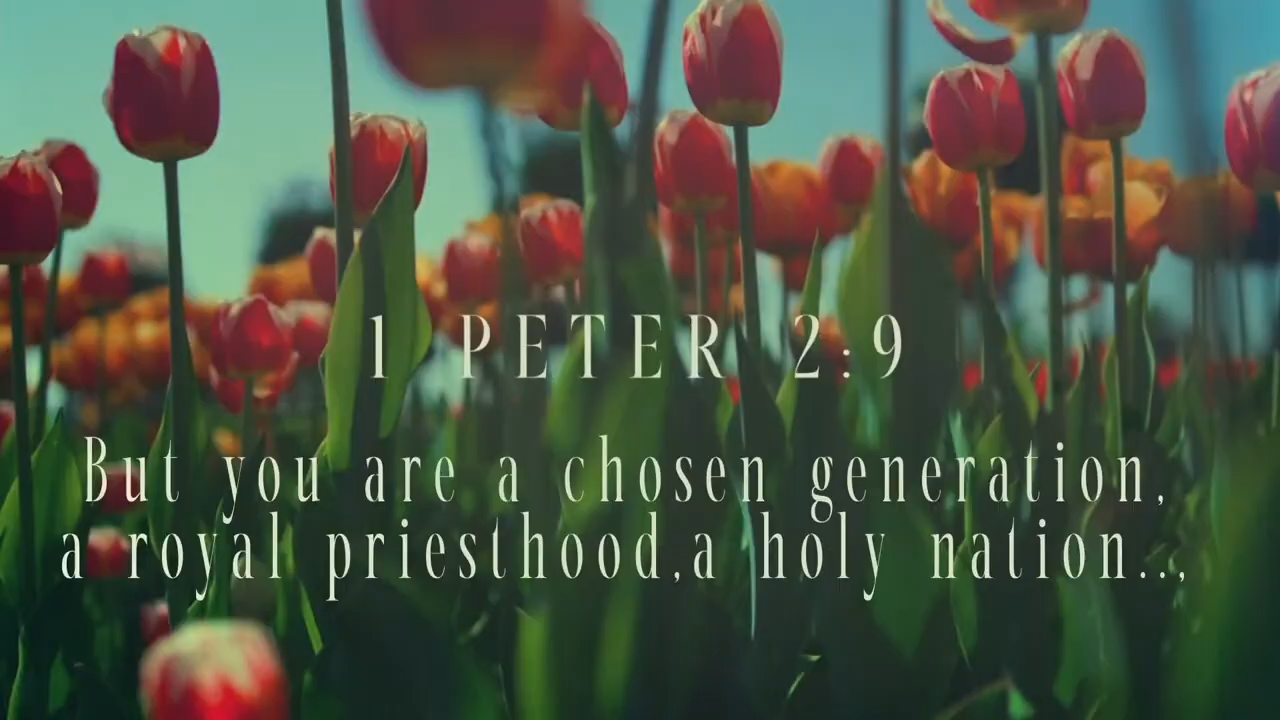 1 PETER 2:9
But you are a chosen generation,
a royal priesthood,a holy nation..,